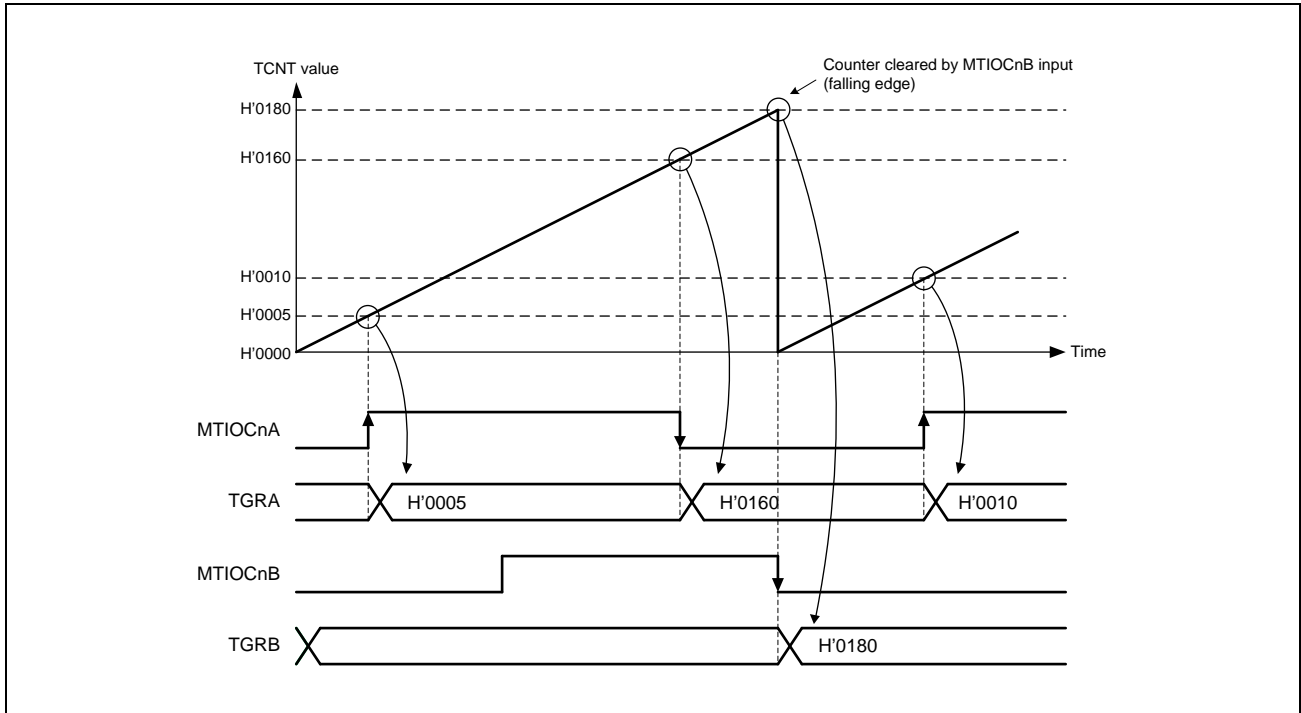 TCNT value
Counter cleared by MTIOCnB input
(falling edge)
H'0180
H'0160
H'0010
H'0005
H'0000
Time
MTIOCnA
TGRA
H'0005
H'0160
H'0010
MTIOCnB
TGRB
H'0180